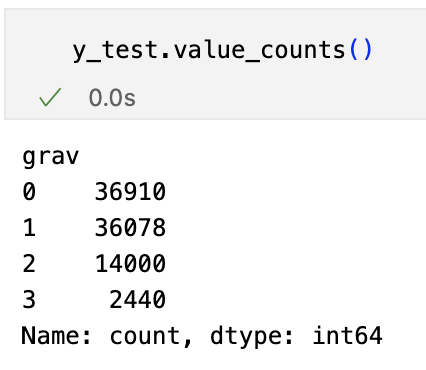 y_test.value_counts()
0.0s
grav
0    36910
1    36078
2    14000
3     2440
Name: count, dtype: int64